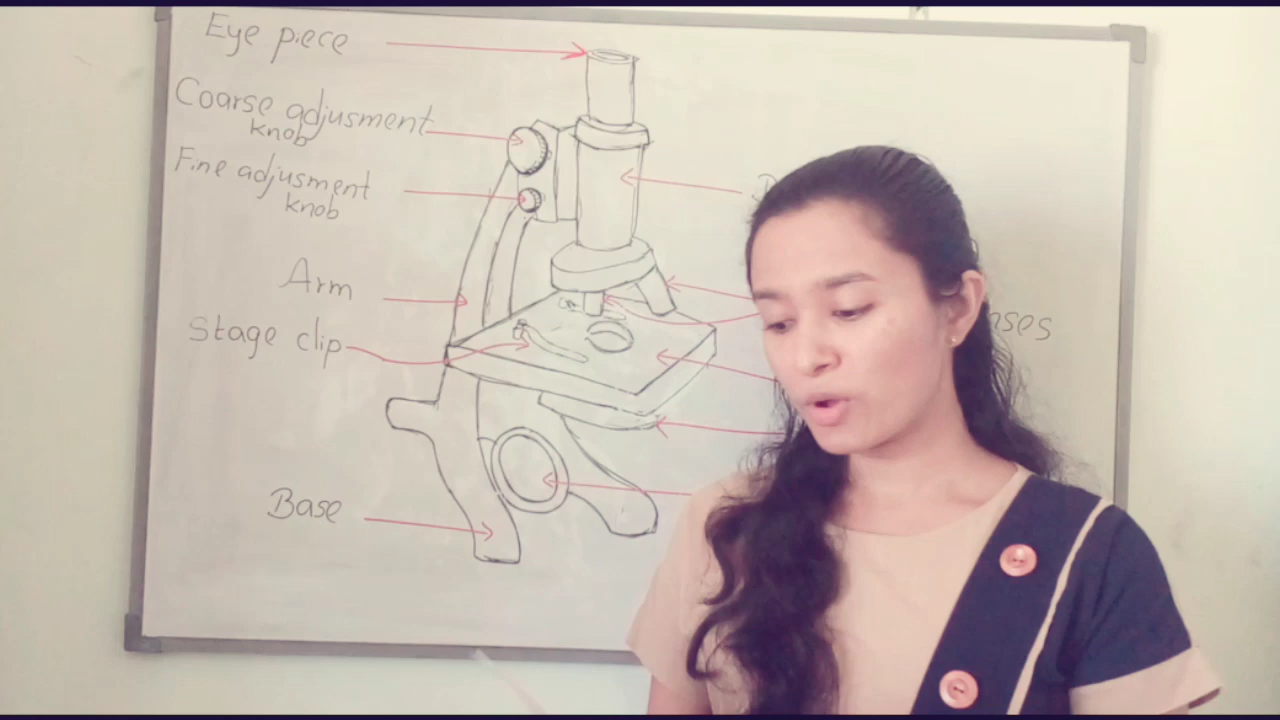 Eye piece
Coarse adjusment
knob
Fine adjusment
knob
Arm
Stage clip
Base